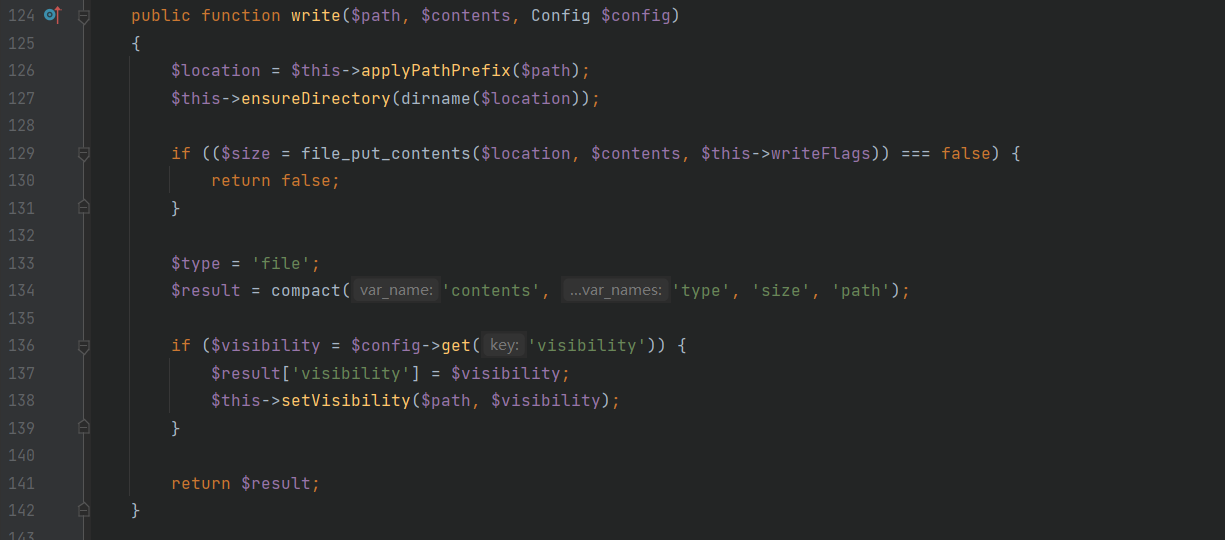 124 public function write($path, $contents, Config $config)
125 {
126 $location = $this->applyPathPrefix($path);
127 $this->ensureDirectory(dirname($location));
128
129 if (($size = file_put_contents($location, $contents, $this->writeFlags)) === false) {
130 return false;
131 }
132
133 $type = 'file';
134 $result = compact( var_name: 'contents', ...var_names: 'type', 'size', 'path');
135
136 if ($visibility = $config->get( key: 'visibility')) {
137 $result['visibility'] = $visibility;
138 $this->setVisibility($path, $visibility);
139 }
140
141 return $result;
142 }
143